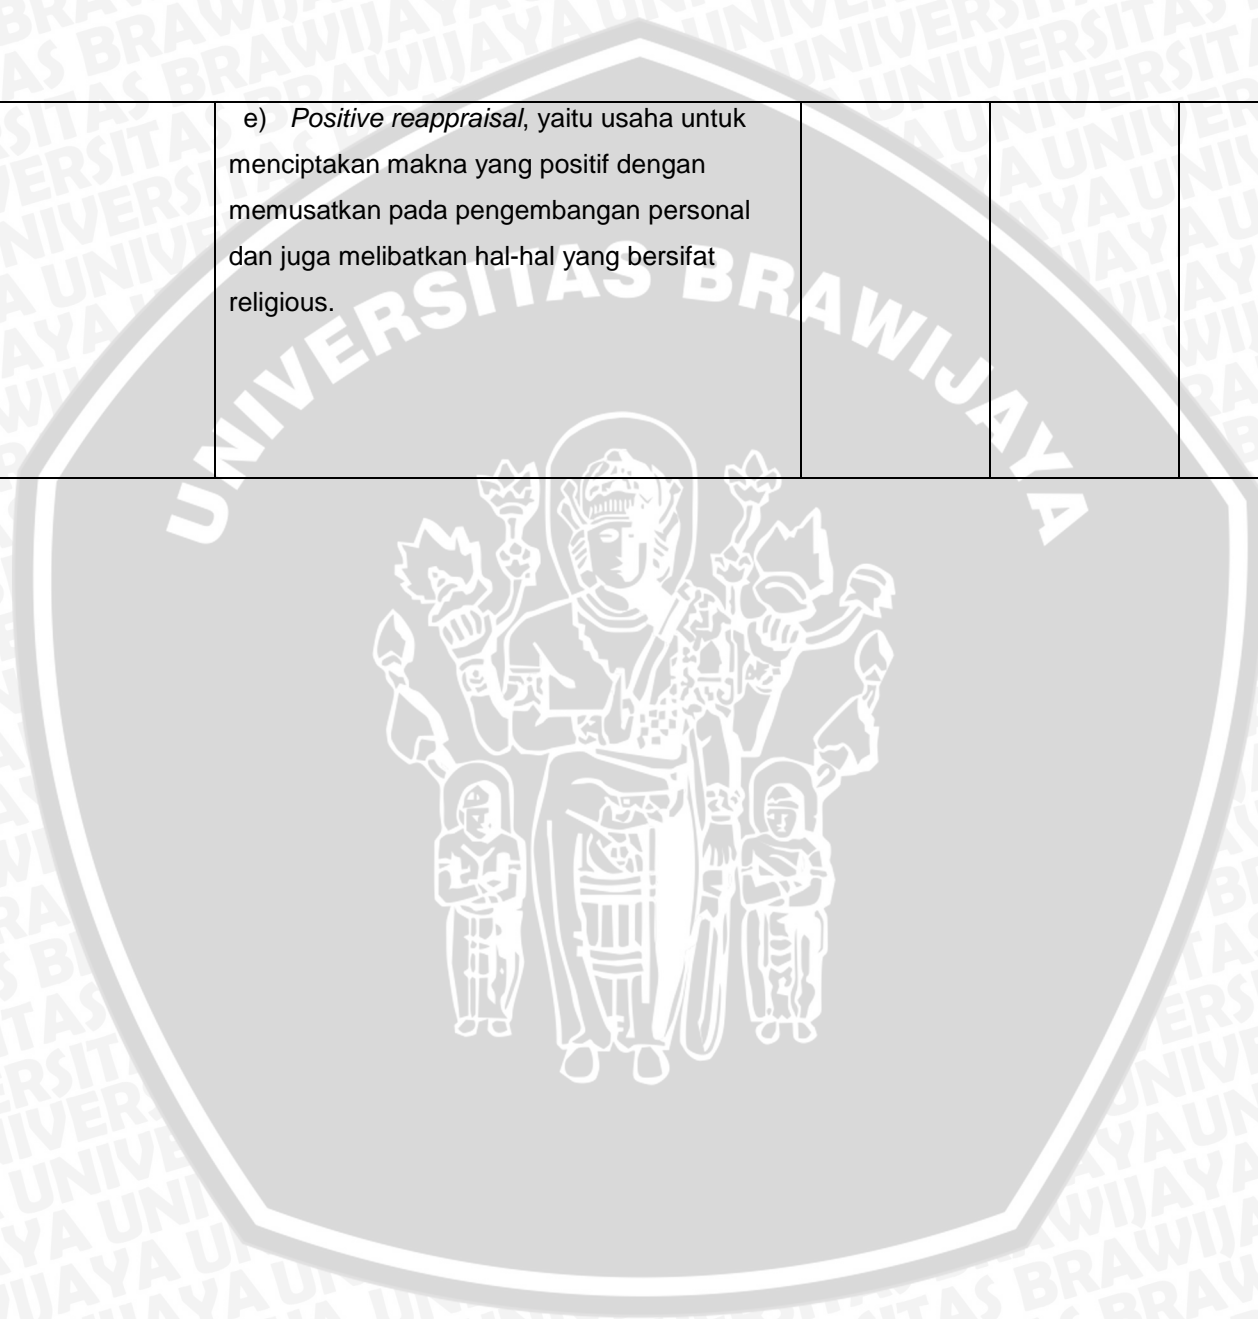 e) Positive reappraisal, yaitu usaha untuk
menciptakan makna yang positif dengan
memusatkan pada pengembangan personal
dan juga melibatkan hal-hal yang bersifat
religious.
UNIVERSITAS BRAWIJAYA